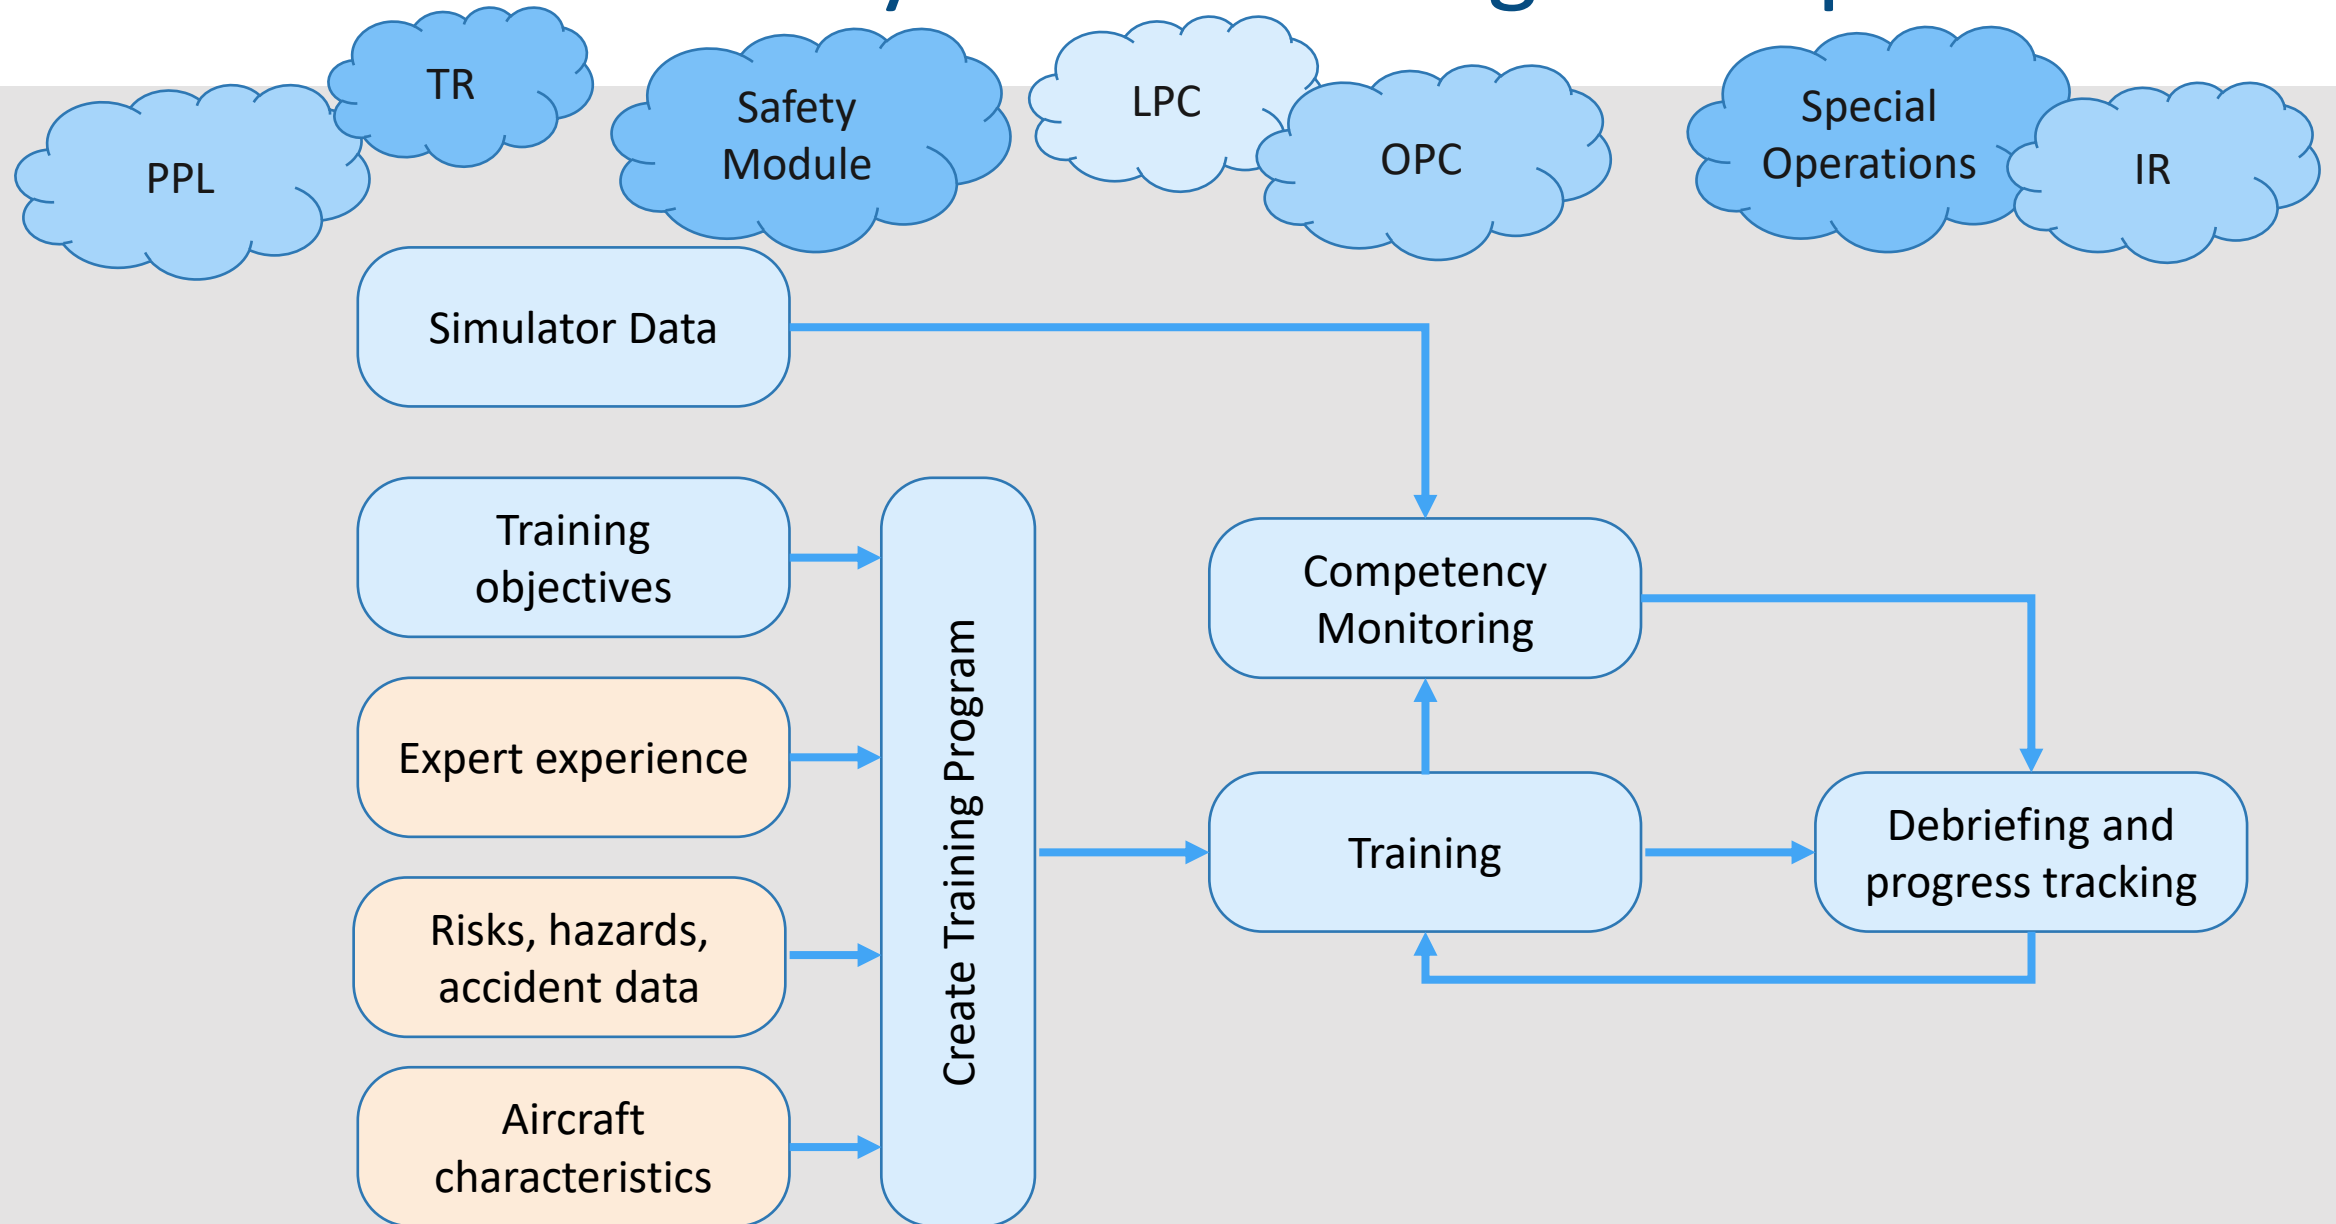 TR
PPL
Safety
Module
LPC
OPC
Special
Operations
IR
Simulator Data
Training
objectives
Expert experience
Risks, hazards,
accident data
Aircraft
characteristics
Create Training Program
Competency
Monitoring
Training
Debriefing and
progress tracking